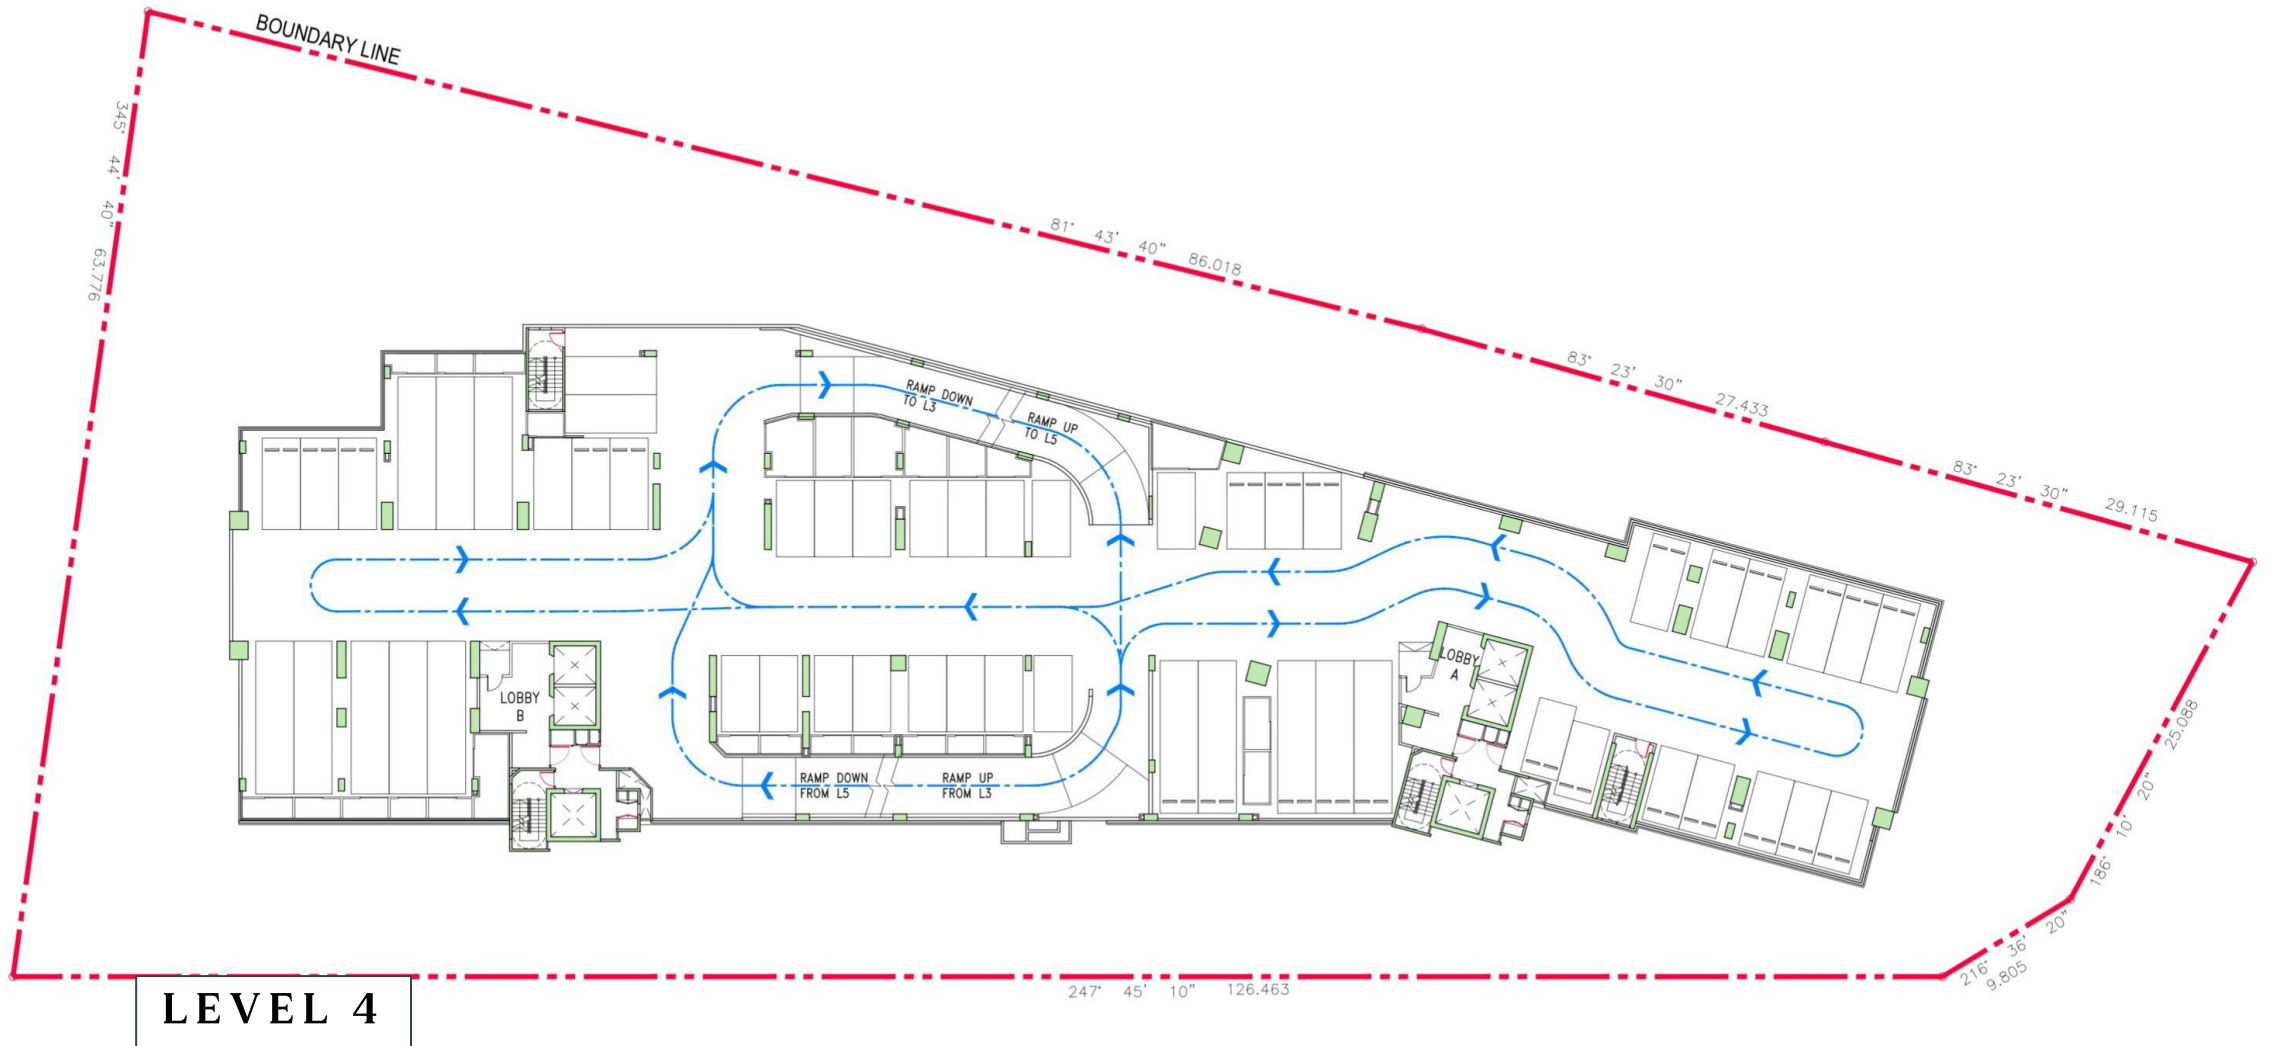 BOUNDARY LINE
345° 44' 40" 63.776
81° 43' 40" 86.018
83° 23' 30" 27.433
83° 23' 30" 29.115
RAMP DOWN
TO L3
RAMP UP
TO L5
LOBBY
B
LOBBY
A
RAMP DOWN
FROM L5
RAMP UP
FROM L3
25.088
186° 10' 20"
216° 36' 20"
9.805
247° 45' 10" 126.463
LEVEL 4